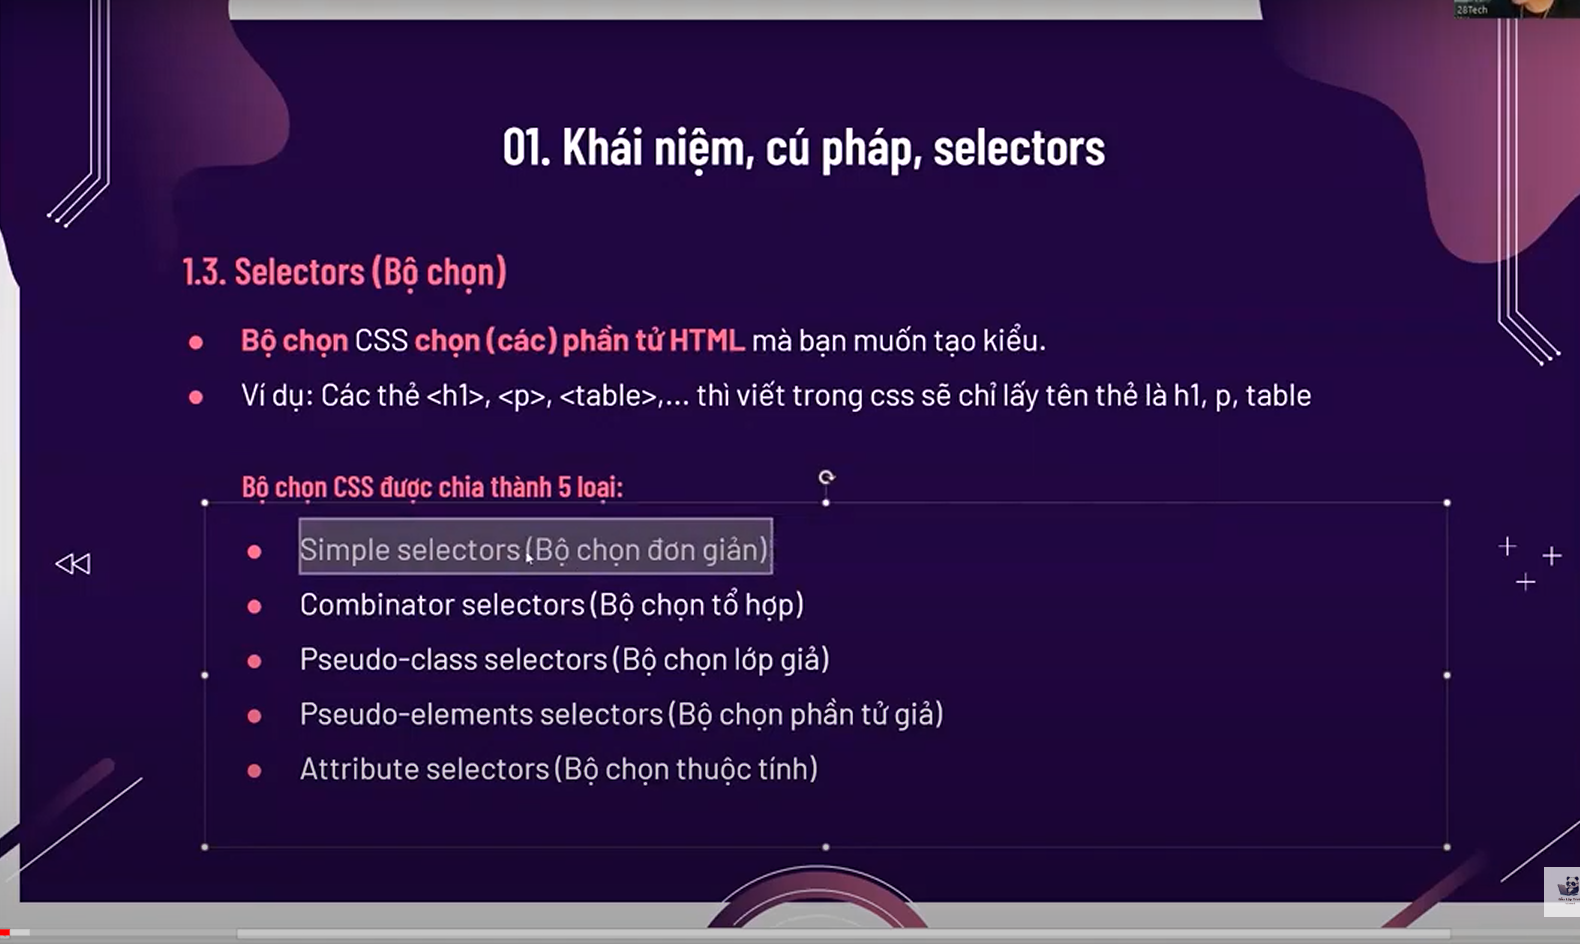 28Tech
01. Khái niệm, cú pháp, selectors
1.3. Selectors (Bộ chọn)
Bộ chọn CSS chọn (các) phần tử HTML mà bạn muốn tạo kiểu.
Ví dụ: Các thẻ <h1>, <p>, <table>,... thì viết trong css sẽ chỉ lấy tên thẻ là h1, p, table
Bộ chọn CSS được chia thành 5 loại:
Simple selectors (Bộ chọn đơn giản)
Combinator selectors (Bộ chọn tổ hợp)
Pseudo-class selectors (Bộ chọn lớp giả)
Pseudo-elements selectors (Bộ chọn phần tử giả)
Attribute selectors (Bộ chọn thuộc tính)